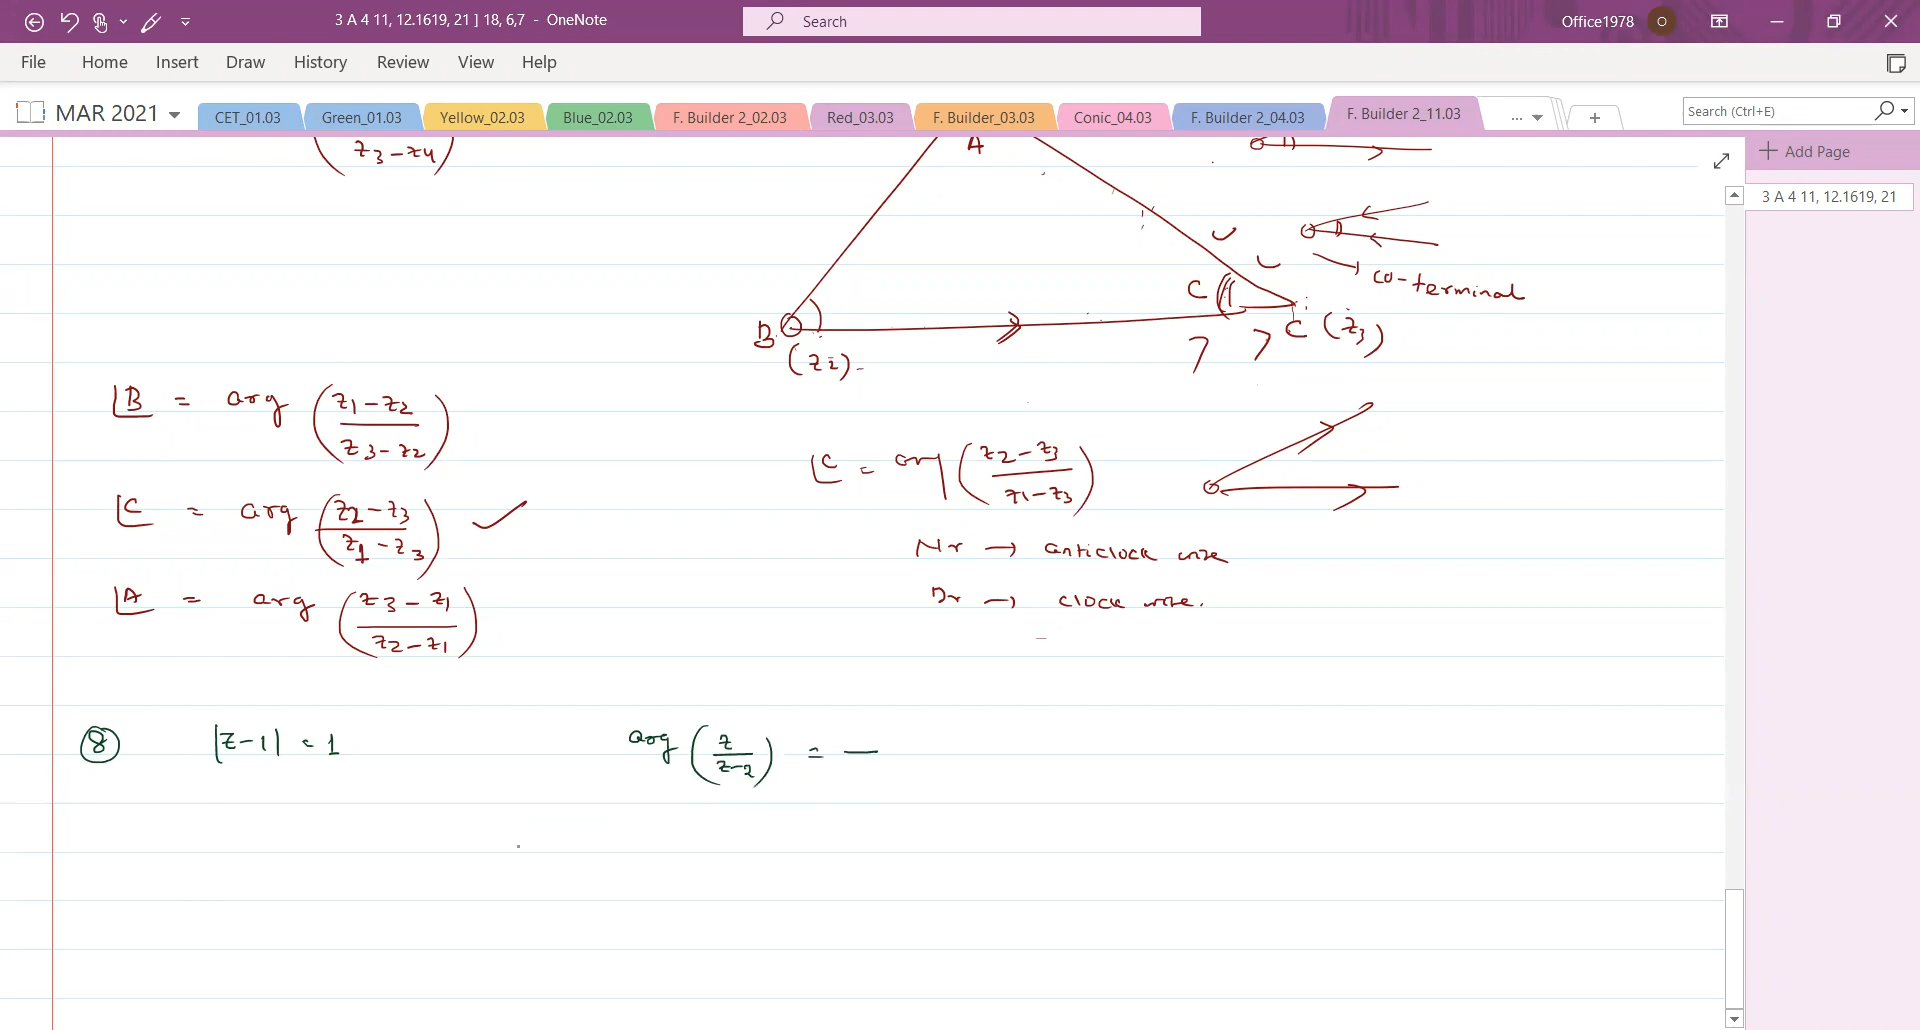 3 A 4 11, 12.1619, 21 ] 18, 6,7 - OneNote
Search
Office1978
O
File Home Insert Draw History Review View Help
MAR 2021
CET_01.03 Green_01.03 Yellow_02.03 Blue_02.03 F. Builder 2_02.03 Red_03.03 F. Builder_03.03 Conic_04.03 F. Builder 2_04.03 F. Builder 2_11.03 ...
Search (Ctrl+E)
Add Page
3 A 4 11, 12.1619, 21
z3-z4
A
co-terminal
C
B
C (z3)
(z2)
∠B = arg ((z1-z2)/(z3-z2))
∠C = arg ((z2-z3)/(z1-z3))
∠C = arg ((z2-z3)/(z1-z3))
Nr → anticlock wise
∠A = arg ((z3-z1)/(z2-z1))
Dr → clock wise.
8 |z-1| = 1 arg (z/(z-2)) = —